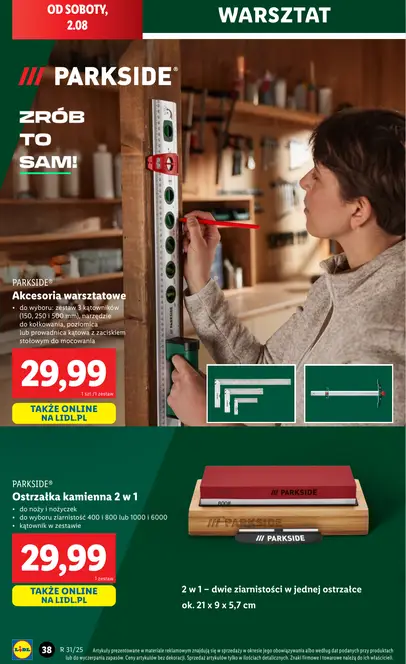 OD SOBOTY,
2.08
WARSZTAT
/// PARKSIDE®
ZRÓB
TO
SAM!
PARKSIDE®
Akcesoria warsztatowe
• do wyboru: zestaw 3 kątowników
(150, 250 i 500 mm), narzędzie
do kołkowania, poziomica
lub prowadnica kątowa z zaciskiem
stołowym do mocowania
29,99
1 szt./1 zestaw
TAKŻE ONLINE
NA LIDL.PL
PARKSIDE®
Ostrzałka kamienna 2 w 1
• do noży i nożyczek
• do wyboru ziarnistość 400 i 800 lub 1000 i 6000
• kątownik w zestawie
29,99
1 zestaw
TAKŻE ONLINE
NA LIDL.PL
/// PARKSIDE
/// PARKSIDE
/// PARKSIDE
2 w 1 – dwie ziarnistości w jednej ostrzałce
ok. 21 x 9 x 5,7 cm
LIDL
38
R 31/25
Artykuły prezentowane w materiale reklamowym znajdują się w sprzedaży w okresie jego obowiązywania albo według dat podanych przy produktach
lub do wyczerpania zapasów. Ceny artykułów bez dekoracji. Sprzedaż artykułów tylko w ilościach detalicznych. Znaki firmowe i towarowe należą do ich właścicieli.